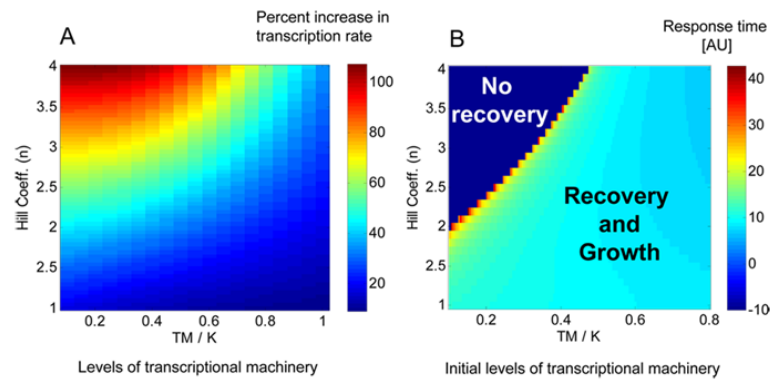 A
Percent increase in
transcription rate
4
3.5
3
2.5
2
2.5
1
Hill Coeff. (n)
0.2
0.4
0.6
0.8
1
TM / K
100
80
60
40
20
Levels of transcriptional machinery
B
Response time
[AU]
4
3.5
3
2.5
2
2.5
1
Hill Coeff. (n)
No
recovery
Recovery
and
Growth
0.2
0.4
0.6
0.8
TM / K
40
30
20
10
0
-10
Initial levels of transcriptional machinery